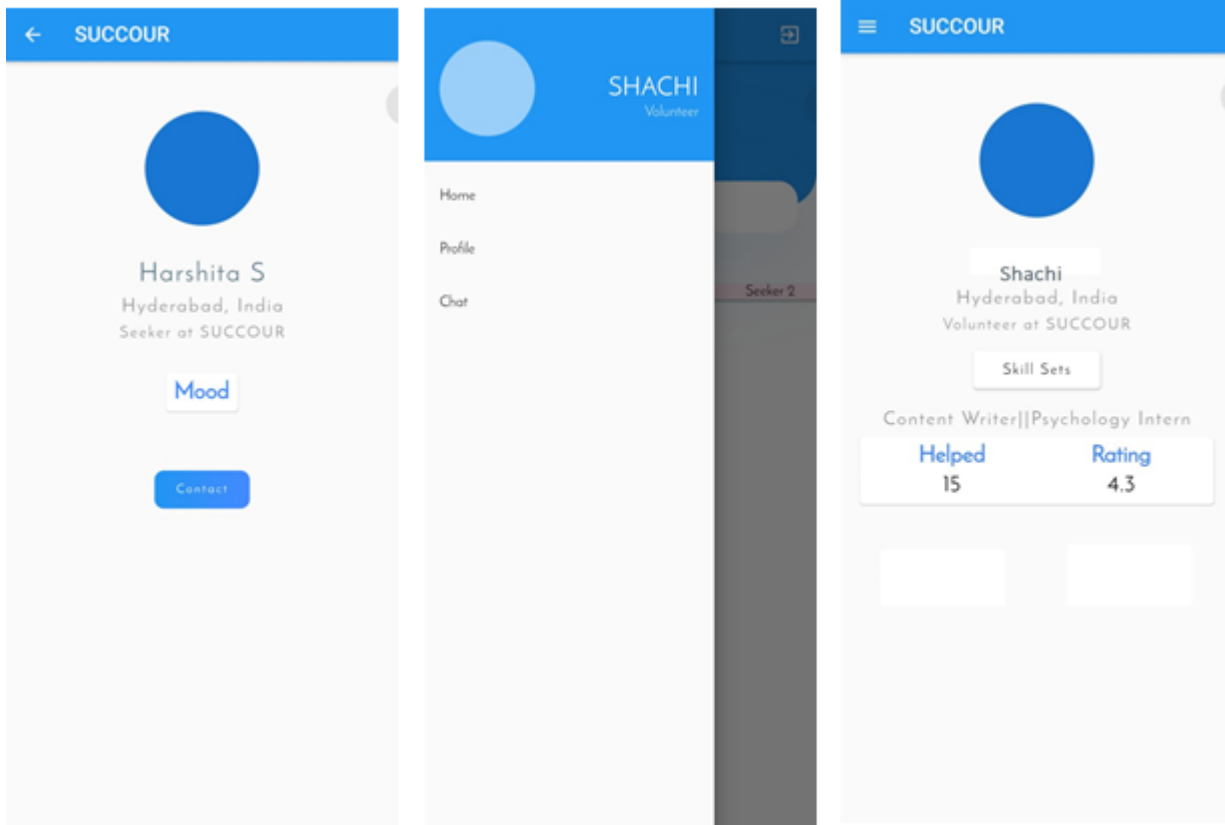 SUCCOUR
Harshita S
Hyderabad, India
Seeker at SUCCOUR
Mood
Contact
SHACHI
Volunteer
Home
Profile
Chat
Seeker 2
SUCCOUR
Shachi
Hyderabad, India
Volunteer at SUCCOUR
Skill Sets
Content Writer||Psychology Intern
Helped Rating
15 4.3